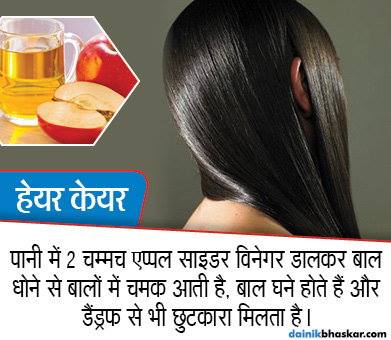 हेयर केयर
पानी में 2 चम्मच एप्पल साइडर विनेगर डालकर बाल
धोने से बालों में चमक आती है, बाल घने होते हैं और
डैंड्रफ से भी छुटकारा मिलता है।
dainikbhaskar.com